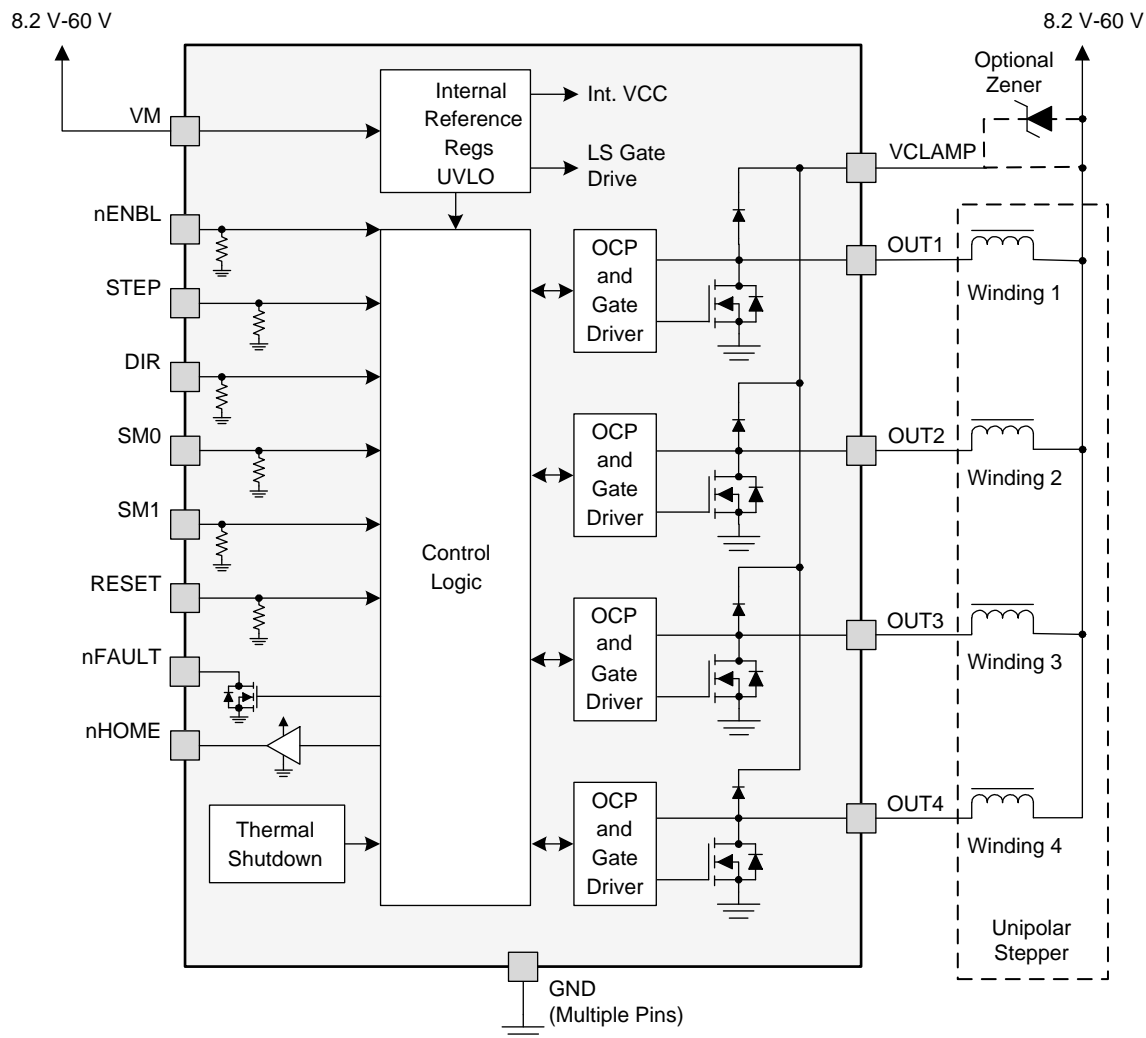 8.2 V-60 V
8.2 V-60 V
Optional
Zener
VM
Internal
Reference
Regs
UVLO
Int. VCC
LS Gate
Drive
VCLAMP
nENBL
STEP
DIR
SM0
SM1
RESET
nFAULT
nHOME
Control
Logic
Thermal
Shutdown
OCP
and
Gate
Driver
OUT1
Winding 1
OCP
and
Gate
Driver
OUT2
Winding 2
OCP
and
Gate
Driver
OUT3
Winding 3
OCP
and
Gate
Driver
OUT4
Winding 4
Unipolar
Stepper
GND
(Multiple Pins)